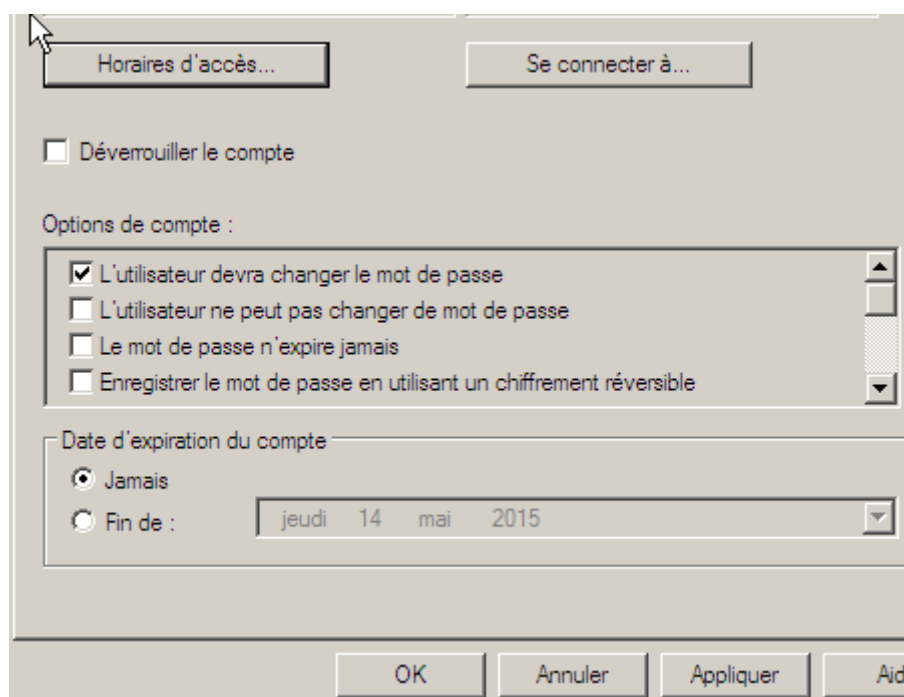 Horaires d'accès... Se connecter à...
Déverrouiller le compte
Options de compte :
L'utilisateur devra changer le mot de passe
L'utilisateur ne peut pas changer de mot de passe
Le mot de passe n'expire jamais
Enregistrer le mot de passe en utilisant un chiffrement réversible
Date d'expiration du compte
Jamais
Fin de : jeudi 14 mai 2015
OK Annuler Appliquer Aid